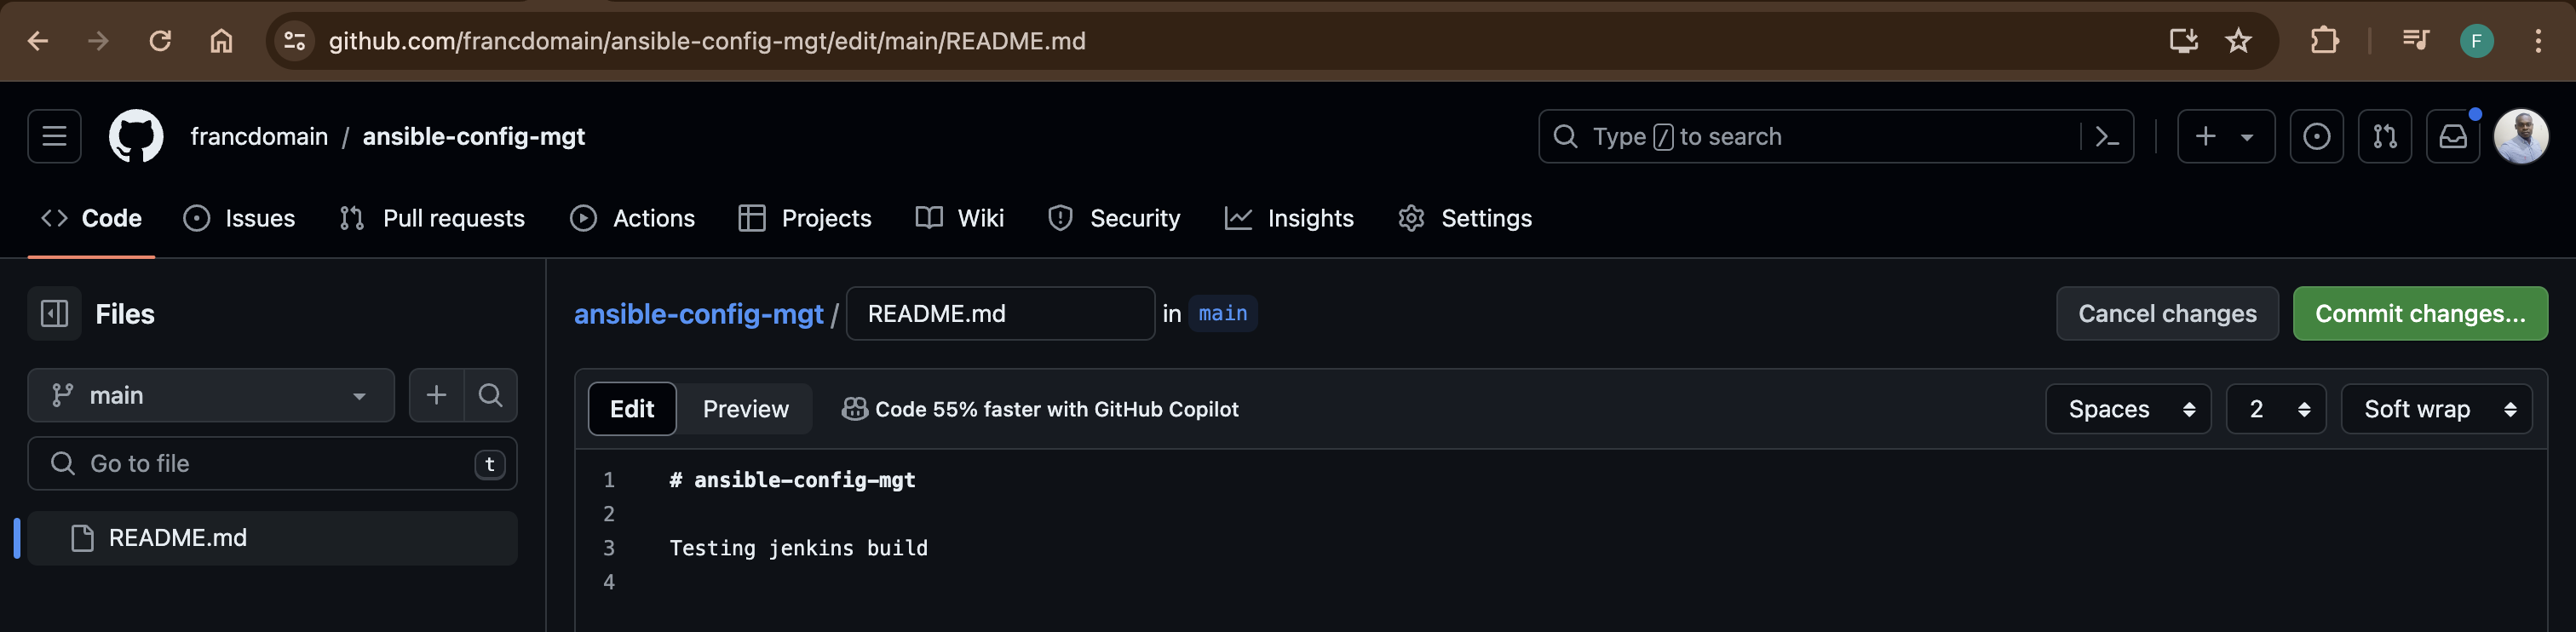 github.com/francdomain/ansible-config-mgt/edit/main/README.md
F
francdomain / ansible-config-mgt
Type / to search
Code Issues Pull requests Actions Projects Wiki Security Insights Settings
Files
ansible-config-mgt / README.md in main
Cancel changes Commit changes...
main
Go to file t
README.md
Edit Preview Code 55% faster with GitHub Copilot
Spaces 2 Soft wrap
1 # ansible-config-mgt
2
3 Testing jenkins build
4